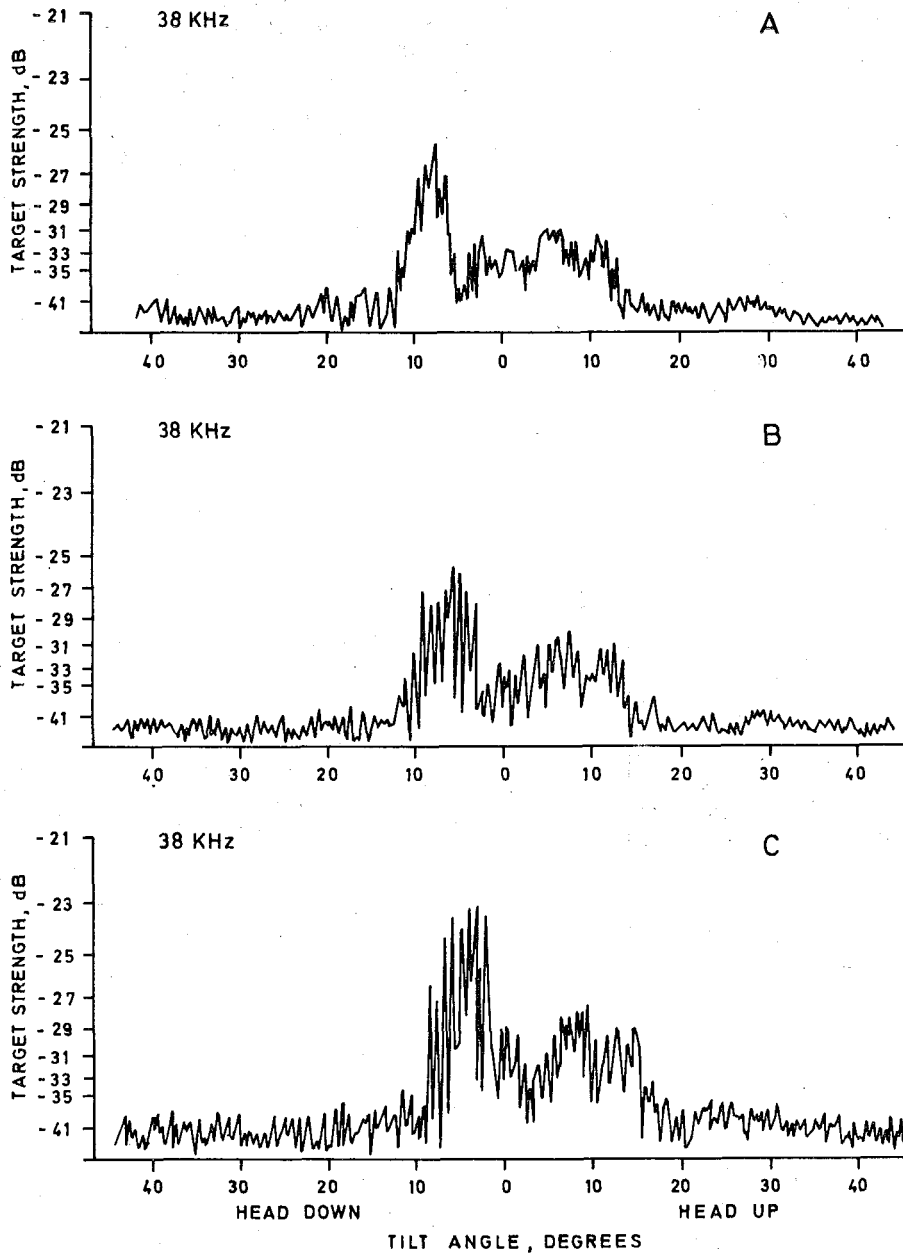 38 KHz
A
TARGET STRENGTH, dB
-21
-23
-25
-27
-29
-31
-33
-35
-41
40 30 20 10 0 10 20 30 40
38 KHz
B
TARGET STRENGTH, dB
-21
-23
-25
-27
-29
-31
-33
-35
-41
40 30 20 10 0 10 20 30 40
38 KHz
C
TARGET STRENGTH, dB
-21
-23
-25
-27
-29
-31
-33
-35
-41
40 30 20 10 0 10 20 30 40
HEAD DOWN HEAD UP
TILT ANGLE, DEGREES